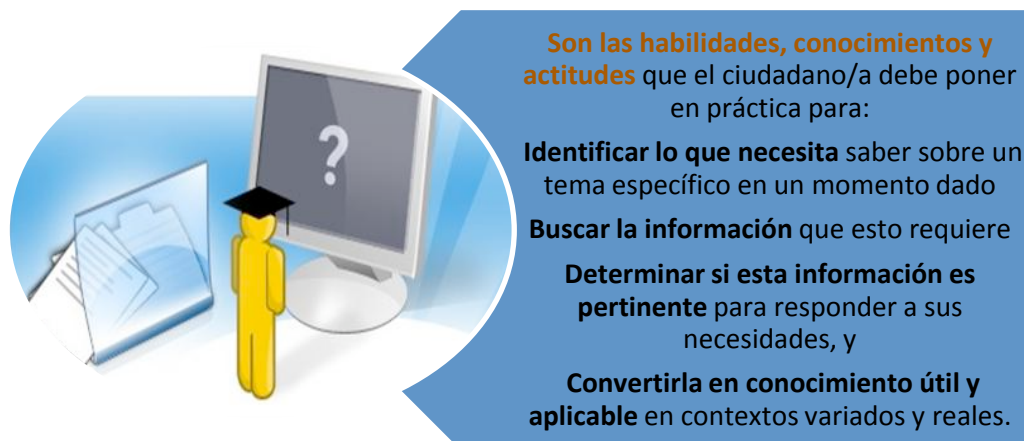 ?
Son las habilidades, conocimientos y
actitudes que el ciudadano/a debe poner
en práctica para:
Identificar lo que necesita saber sobre un
tema específico en un momento dado
Buscar la información que esto requiere
Determinar si esta información es
pertinente para responder a sus
necesidades, y
Convertirla en conocimiento útil y
aplicable en contextos variados y reales.